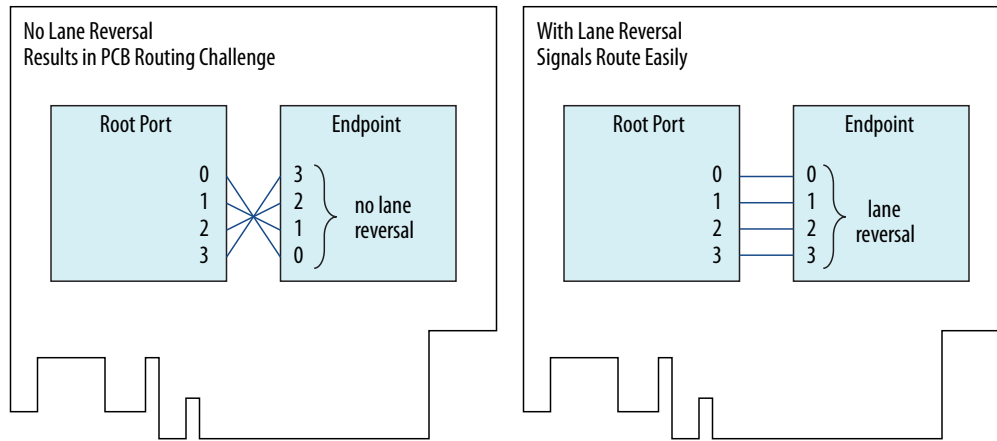 No Lane Reversal
Results in PCB Routing Challenge
Root Port
Endpoint
0
1
2
3
3
2
1
0
no lane
reversal
With Lane Reversal
Signals Route Easily
Root Port
Endpoint
0
1
2
3
0
1
2
3
lane
reversal